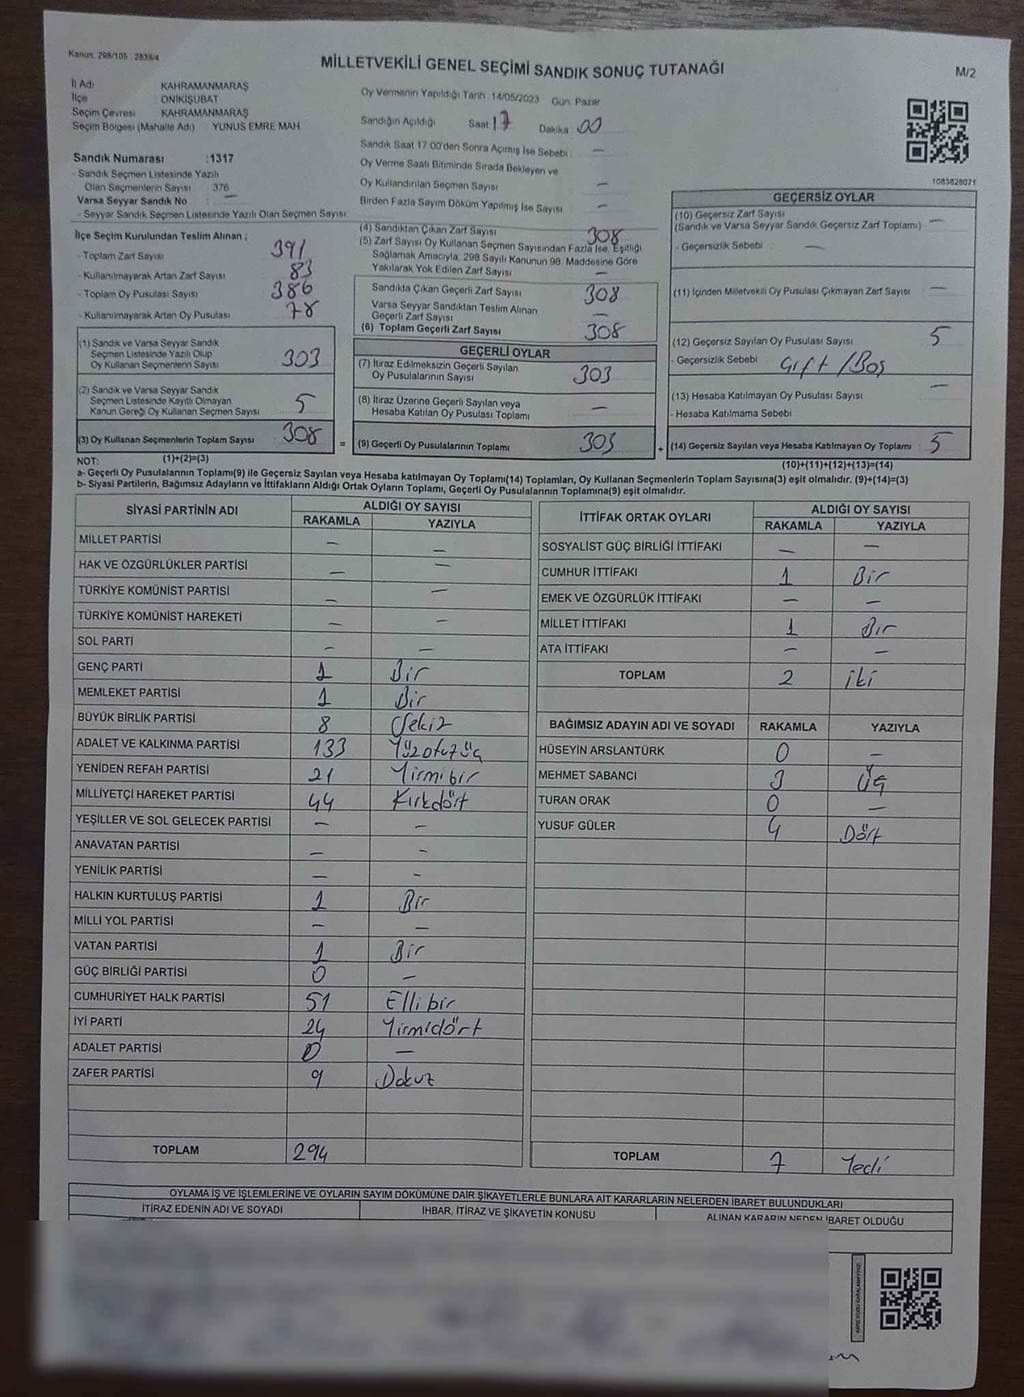 Kanun: 298/105 : 2839/4
MİLLETVEKİLİ GENEL SEÇİMİ SANDIK SONUÇ TUTANAĞI
M/2
İl Adı KAHRAMANMARAŞ
İlçe ONİKİŞUBAT
Seçim Çevresi KAHRAMANMARAŞ
Seçim Bölgesi (Mahalle Adı) YUNUS EMRE MAH
Sandık Numarası :1317
- Sandık Seçmen Listesinde Yazılı
Olan Seçmenlerin Sayısı 376
Varsa Seyyar Sandık No —
- Seyyar Sandık Seçmen Listesinde Yazılı Olan Seçmen Sayısı
İlçe Seçim Kurulundan Teslim Alınan ;
- Toplam Zarf Sayısı 391
- Kullanılmayarak Artan Zarf Sayısı 83
- Toplam Oy Pusulası Sayısı 386
- Kullanılmayarak Artan Oy Pusulası 78
(1) Sandık ve Varsa Seyyar Sandık
Seçmen Listesinde Yazılı Olup
Oy Kullanan Seçmenlerin Sayısı 303
(2) Sandık ve Varsa Seyyar Sandık
Seçmen Listesinde Kayıtlı Olmayan
Kanun Gereği Oy Kullanan Seçmen Sayısı 5
(3) Oy Kullanan Seçmenlerin Toplam Sayısı 308
Oy Vermenin Yapıldığı Tarih :14/05/2023 Gün: Pazar
Sandığın Açıldığı Saat 17 Dakika 00
Sandık Saat 17:00'den Sonra Açımış İse Sebebi : —
Oy Verme Saati Bitiminde Sırada Bekleyen ve
Oy Kullandırılan Seçmen Sayısı —
Birden Fazla Sayım Döküm Yapılmış İse Sayısı —
(4) Sandıktan Çıkan Zarf Sayısı 308
(5) Zarf Sayısı Oy Kullanan Seçmen Sayısından Fazla İse, Eşitliği
Sağlamak Amacıyla, 298 Sayılı Kanunun 98. Maddesine Göre
Yakılarak Yok Edilen Zarf Sayısı —
Sandıkta Çıkan Geçerli Zarf Sayısı 308
Varsa Seyyar Sandıktan Teslim Alınan
Geçerli Zarf Sayısı —
(6) Toplam Geçerli Zarf Sayısı 308
GEÇERLİ OYLAR
(7) İtiraz Edilmeksizin Geçerli Sayılan
Oy Pusulalarının Sayısı 303
(8) İtiraz Üzerine Geçerli Sayılan veya
Hesaba Katılan Oy Pusulası Toplamı —
= (9) Geçerli Oy Pusulalarının Toplamı 303
1083828071
GEÇERSİZ OYLAR
(10) Geçersiz Zarf Sayısı
(Sandık ve Varsa Seyyar Sandık Geçersiz Zarf Toplamı) —
- Geçersizlik Sebebi —
(11) İçinden Milletvekili Oy Pusulası Çıkmayan Zarf Sayısı —
(12) Geçersiz Sayılan Oy Pusulası Sayısı 5
- Geçersizlik Sebebi Çift / Boş
(13) Hesaba Katılmayan Oy Pusulası Sayısı —
- Hesaba Katılmama Sebebi
+ (14) Geçersiz Sayılan veya Hesaba Katılmayan Oy Toplamı 5
NOT: (1)+(2)=(3)
(10)+(11)+(12)+(13)=(14)
a- Geçerli Oy Pusulalarının Toplamı(9) ile Geçersiz Sayılan veya Hesaba katılmayan Oy Toplamı(14) Toplamları, Oy Kullanan Seçmenlerin Toplam Sayısına(3) eşit olmalıdır. (9)+(14)=(3)
b- Siyasi Partilerin, Bağımsız Adayların ve İttifakların Aldığı Ortak Oyların Toplamı, Geçerli Oy Pusulalarının Toplamına(9) eşit olmalıdır.
SİYASİ PARTİNİN ADI ALDIĞI OY SAYISI
RAKAMLA YAZIYLA
MİLLET PARTİSİ — —
HAK VE ÖZGÜRLÜKLER PARTİSİ — —
TÜRKİYE KOMÜNİST PARTİSİ — —
TÜRKİYE KOMÜNİST HAREKETİ — —
SOL PARTİ — —
GENÇ PARTİ 1 Bir
MEMLEKET PARTİSİ 1 Bir
BÜYÜK BİRLİK PARTİSİ 8 Sekiz
ADALET VE KALKINMA PARTİSİ 133 Yüzotuzüç
YENİDEN REFAH PARTİSİ 21 Yirmibir
MİLLİYETÇİ HAREKET PARTİSİ 44 Kırkdört
YEŞİLLER VE SOL GELECEK PARTİSİ — —
ANAVATAN PARTİSİ — —
YENİLİK PARTİSİ — —
HALKIN KURTULUŞ PARTİSİ 1 Bir
MİLLİ YOL PARTİSİ — —
VATAN PARTİSİ 1 Bir
GÜÇ BİRLİĞİ PARTİSİ 0 —
CUMHURİYET HALK PARTİSİ 51 Ellibir
İYİ PARTİ 24 Yirmidört
ADALET PARTİSİ 0 —
ZAFER PARTİSİ 9 Dokuz
TOPLAM 294
İTTİFAK ORTAK OYLARI ALDIĞI OY SAYISI
RAKAMLA YAZIYLA
SOSYALİST GÜÇ BİRLİĞİ İTTİFAKI — —
CUMHUR İTTİFAKI 1 Bir
EMEK VE ÖZGÜRLÜK İTTİFAKI — —
MİLLET İTTİFAKI 1 Bir
ATA İTTİFAKI — —
TOPLAM 2 iki
BAĞIMSIZ ADAYIN ADI VE SOYADI RAKAMLA YAZIYLA
HÜSEYİN ARSLANTÜRK 0 —
MEHMET SABANCI 3 Üç
TURAN ORAK 0 —
YUSUF GÜLER 4 Dört
TOPLAM 7 Yedi
OYLAMA İŞ VE İŞLEMLERİNE VE OYLARIN SAYIM DÖKÜMÜNE DAİR ŞİKAYETLERLE BUNLARA AİT KARARLARIN NELERDEN İBARET BULUNDUKLARI
İTİRAZ EDENİN ADI VE SOYADI İHBAR, İTİRAZ VE ŞİKAYETİN KONUSU ALINAN KARARIN NEDEN İBARET OLDUĞU